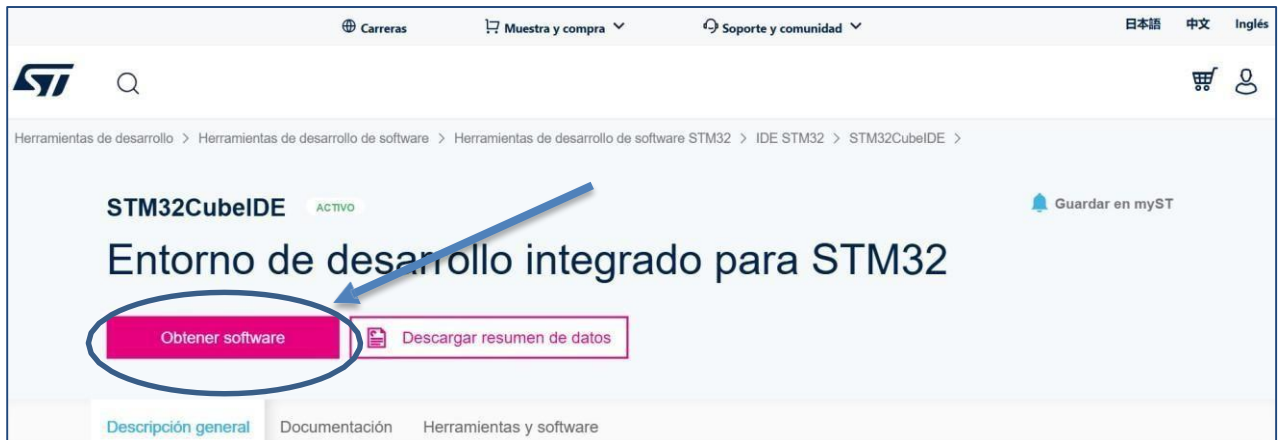 Carreras Muestra y compra Soporte y comunidad 日本語 中文 Inglés
ST
Herramientas de desarrollo > Herramientas de desarrollo de software > Herramientas de desarrollo de software STM32 > IDE STM32 > STM32CubeIDE >
STM32CubeIDE ACTIVO Guardar en myST
Entorno de desarrollo integrado para STM32
Obtener software Descargar resumen de datos
Descripción general Documentación Herramientas y software